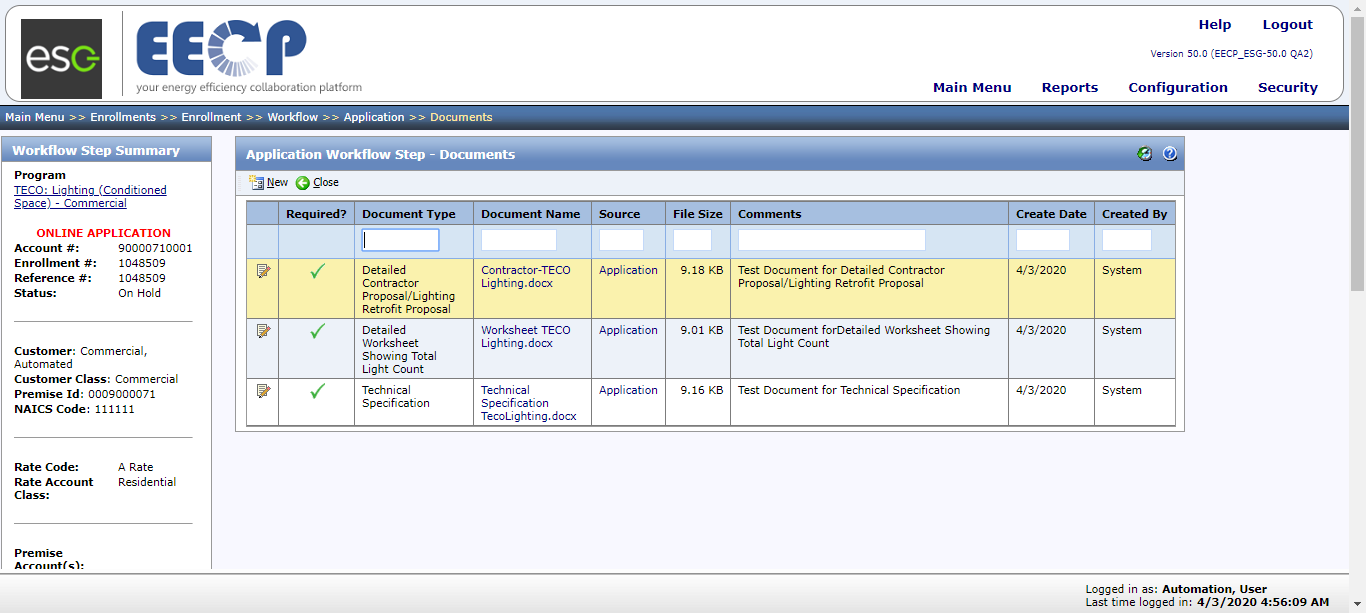 esc
EECP
your energy efficiency collaboration platform
Help Logout
Version 50.0 (EECP_ESG-50.0 QA2)
Main Menu Reports Configuration Security
Main Menu >> Enrollments >> Enrollment >> Workflow >> Application >> Documents
Workflow Step Summary
Program
TECO: Lighting (Conditioned
Space) - Commercial
ONLINE APPLICATION
Account #: 90000710001
Enrollment #: 1048509
Reference #: 1048509
Status: On Hold
Customer: Commercial,
Automated
Customer Class: Commercial
Premise Id: 0009000071
NAICS Code: 111111
Rate Code: A Rate
Rate Account Residential
Class:
Premise
Account(s):
Application Workflow Step - Documents
New Close
Required? Document Type Document Name Source File Size Comments Create Date Created By
Detailed Contractor-TECO Application 9.18 KB Test Document for Detailed Contractor 4/3/2020 System
Contractor Lighting.docx Proposal/Lighting Retrofit Proposal
Proposal/Lighting
Retrofit Proposal
Detailed Worksheet TECO Application 9.01 KB Test Document forDetailed Worksheet Showing 4/3/2020 System
Worksheet Lighting.docx Total Light Count
Showing Total
Light Count
Technical Technical Application 9.16 KB Test Document for Technical Specification 4/3/2020 System
Specification Specification
TecoLighting.docx
Logged in as: Automation, User
Last time logged in: 4/3/2020 4:56:09 AM